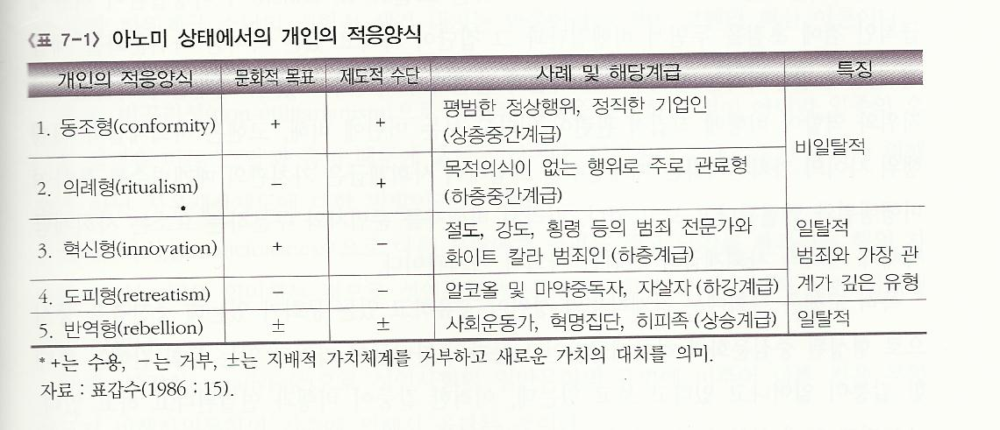 〈표 7-1〉 아노미 상태에서의 개인의 적응양식
개인의 적응양식 문화적 목표 제도적 수단 사례 및 해당계급 특징
1. 동조형(conformity) + + 평범한 정상행위, 정직한 기업인
(상층중간계급)
비일탈적
2. 의례형(ritualism) − + 목적의식이 없는 행위로 주로 관료형
(하층중간계급)
3. 혁신형(innovation) + − 절도, 강도, 횡령 등의 범죄 전문가와
화이트 칼라 범죄인(하층계급)
일탈적
범죄와 가장 관
계가 깊은 유형
4. 도피형(retreatism) − − 알코올 및 마약중독자, 자살자(하강계급)
5. 반역형(rebellion) ± ± 사회운동가, 혁명집단, 히피족(상승계급) 일탈적
* +는 수용, −는 거부, ±는 지배적 가치체계를 거부하고 새로운 가치의 대치를 의미.
자료 : 표갑수(1986 : 15).